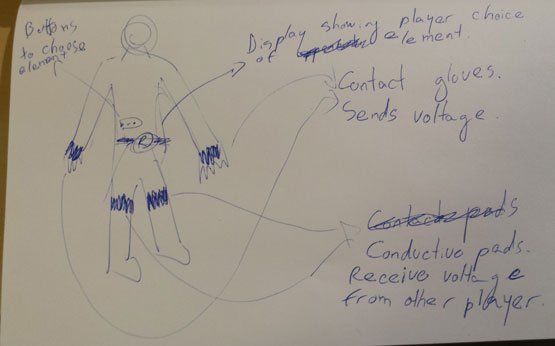 Buttons
to choose
element
Display showing player choice
of element.
Contact gloves.
Sends voltage.
R
Contact pads
Conductive pads.
Receive voltage
from other player.